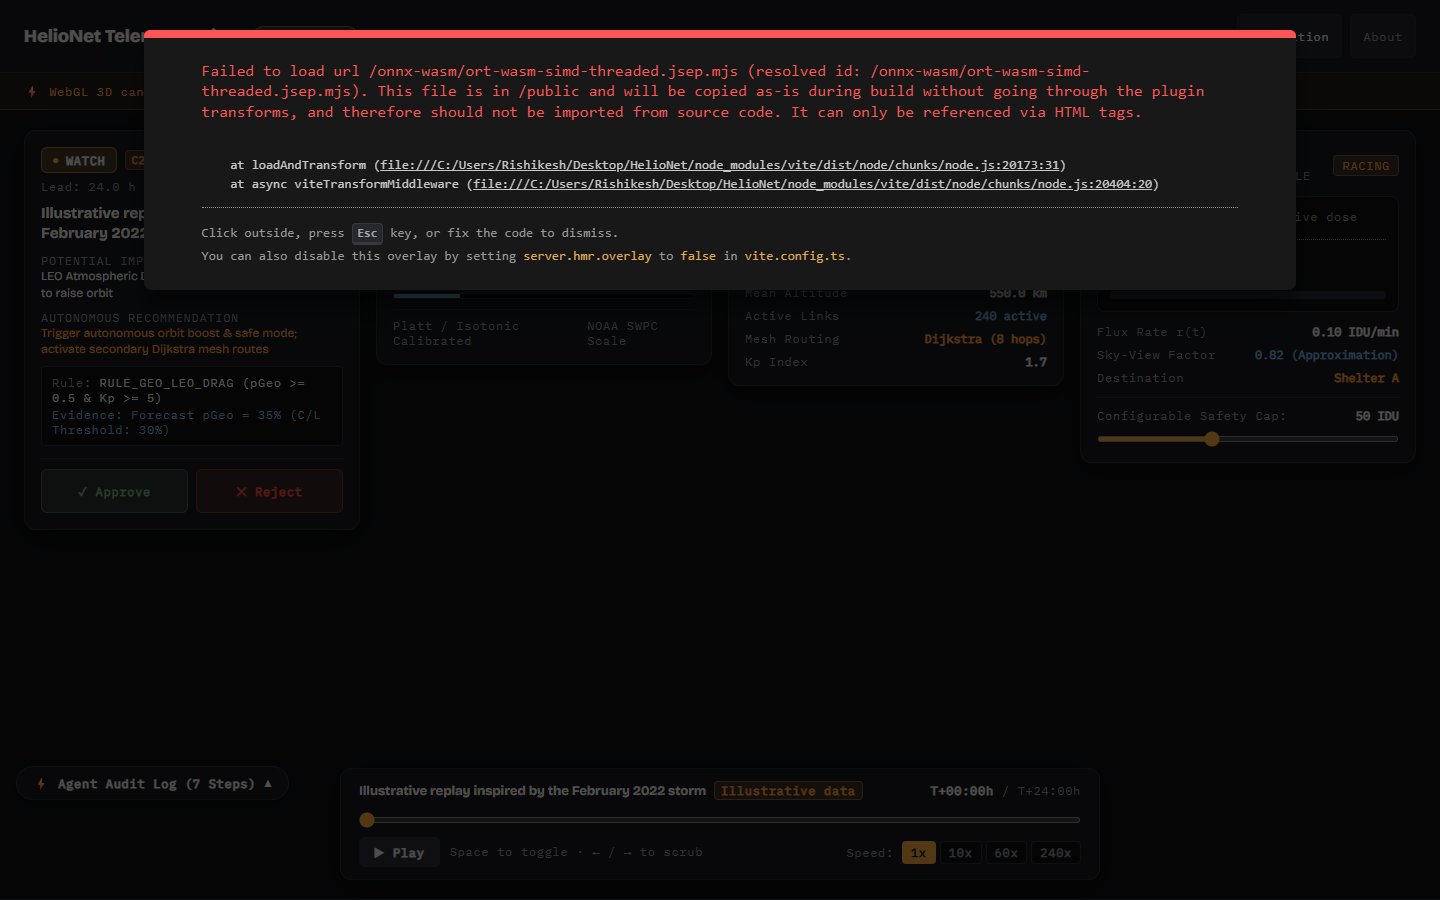 HelioNet Tele
tion
About
WebGL 3D can
Failed to load url /onnx-wasm/ort-wasm-simd-threaded.jsep.mjs (resolved id: /onnx-wasm/ort-wasm-simd-
threaded.jsep.mjs). This file is in /public and will be copied as-is during build without going through the plugin
transforms, and therefore should not be imported from source code. It can only be referenced via HTML tags.
at loadAndTransform (file:///C:/Users/Rishikesh/Desktop/HelioNet/node_modules/vite/dist/node/chunks/node.js:20173:31)
at async viteTransformMiddleware (file:///C:/Users/Rishikesh/Desktop/HelioNet/node_modules/vite/dist/node/chunks/node.js:20404:20)
Click outside, press Esc key, or fix the code to dismiss.
You can also disable this overlay by setting server.hmr.overlay to false in vite.config.ts.
● WATCH C2
Lead: 24.0 h
Illustrative rep
February 2022
POTENTIAL IMP
LEO Atmospheric D
to raise orbit
AUTONOMOUS RECOMMENDATION
Trigger autonomous orbit boost & safe mode;
activate secondary Dijkstra mesh routes
Rule: RULE_GEO_LEO_DRAG (pGeo >=
0.5 & Kp >= 5)
Evidence: Forecast pGeo = 35% (C/L
Threshold: 30%)
✓ Approve
✕ Reject
Platt / Isotonic
Calibrated
NOAA SWPC
Scale
Mean Altitude 550.0 km
Active Links 240 active
Mesh Routing Dijkstra (8 hops)
Kp Index 1.7
LE
RACING
ive dose
Flux Rate r(t) 0.10 IDU/min
Sky-View Factor 0.82 (Approximation)
Destination Shelter A
Configurable Safety Cap: 50 IDU
Agent Audit Log (7 Steps) ▲
Illustrative replay inspired by the February 2022 storm Illustrative data T+00:00h / T+24:00h
▶ Play Space to toggle · ← / → to scrub Speed: 1x 10x 60x 240x